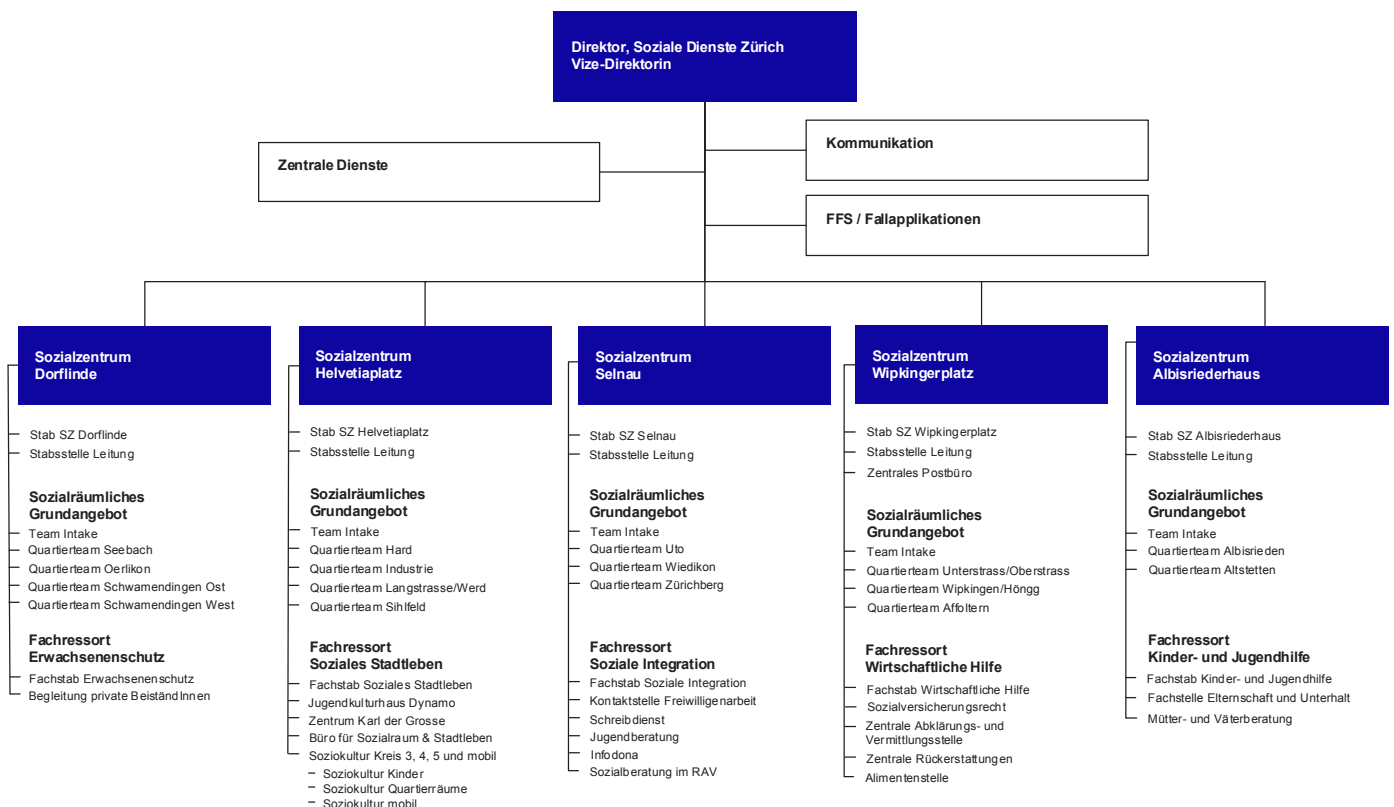 Direktor, Soziale Dienste Zürich
Vize-Direktorin
Zentrale Dienste
Kommunikation
FFS / Fallapplikationen
Sozialzentrum
Dorflinde
Stab SZ Dorflinde
Stabsstelle Leitung
Sozialräumliches
Grundangebot
Team Intake
Quartierteam Seebach
Quartierteam Oerlikon
Quartierteam Schwamendingen Ost
Quartierteam Schwamendingen West
Fachressort
Erwachsenenschutz
Fachstab Erwachsenenschutz
Begleitung private BeiständInnen
Sozialzentrum
Helvetiaplatz
Stab SZ Helvetiaplatz
Stabsstelle Leitung
Sozialräumliches
Grundangebot
Team Intake
Quartierteam Hard
Quartierteam Industrie
Quartierteam Langstrasse/Werd
Quartierteam Sihlfeld
Fachressort
Soziales Stadtleben
Fachstab Soziales Stadtleben
Jugendkulturhaus Dynamo
Zentrum Karl der Grosse
Büro für Sozialraum & Stadtleben
Soziokultur Kreis 3, 4, 5 und mobil
– Soziokultur Kinder
– Soziokultur Quartierräume
– Soziokultur mobil
Sozialzentrum
Selnau
Stab SZ Selnau
Stabsstelle Leitung
Sozialräumliches
Grundangebot
Team Intake
Quartierteam Uto
Quartierteam Wiedikon
Quartierteam Zürichberg
Fachressort
Soziale Integration
Fachstab Soziale Integration
Kontaktstelle Freiwilligenarbeit
Schreibdienst
Jugendberatung
Infodona
Sozialberatung im RAV
Sozialzentrum
Wipkingerplatz
Stab SZ Wipkingerplatz
Stabsstelle Leitung
Zentrales Postbüro
Sozialräumliches
Grundangebot
Team Intake
Quartierteam Unterstrass/Oberstrass
Quartierteam Wipkingen/Höngg
Quartierteam Affoltern
Fachressort
Wirtschaftliche Hilfe
Fachstab Wirtschaftliche Hilfe
Sozialversicherungsrecht
Zentrale Abklärungs- und
Vermittlungsstelle
Zentrale Rückerstattungen
Alimentenstelle
Sozialzentrum
Albisriederhaus
Stab SZ Albisriederhaus
Stabsstelle Leitung
Sozialräumliches
Grundangebot
Team Intake
Quartierteam Albisrieden
Quartierteam Altstetten
Fachressort
Kinder- und Jugendhilfe
Fachstab Kinder- und Jugendhilfe
Fachstelle Elternschaft und Unterhalt
Mütter- und Väterberatung